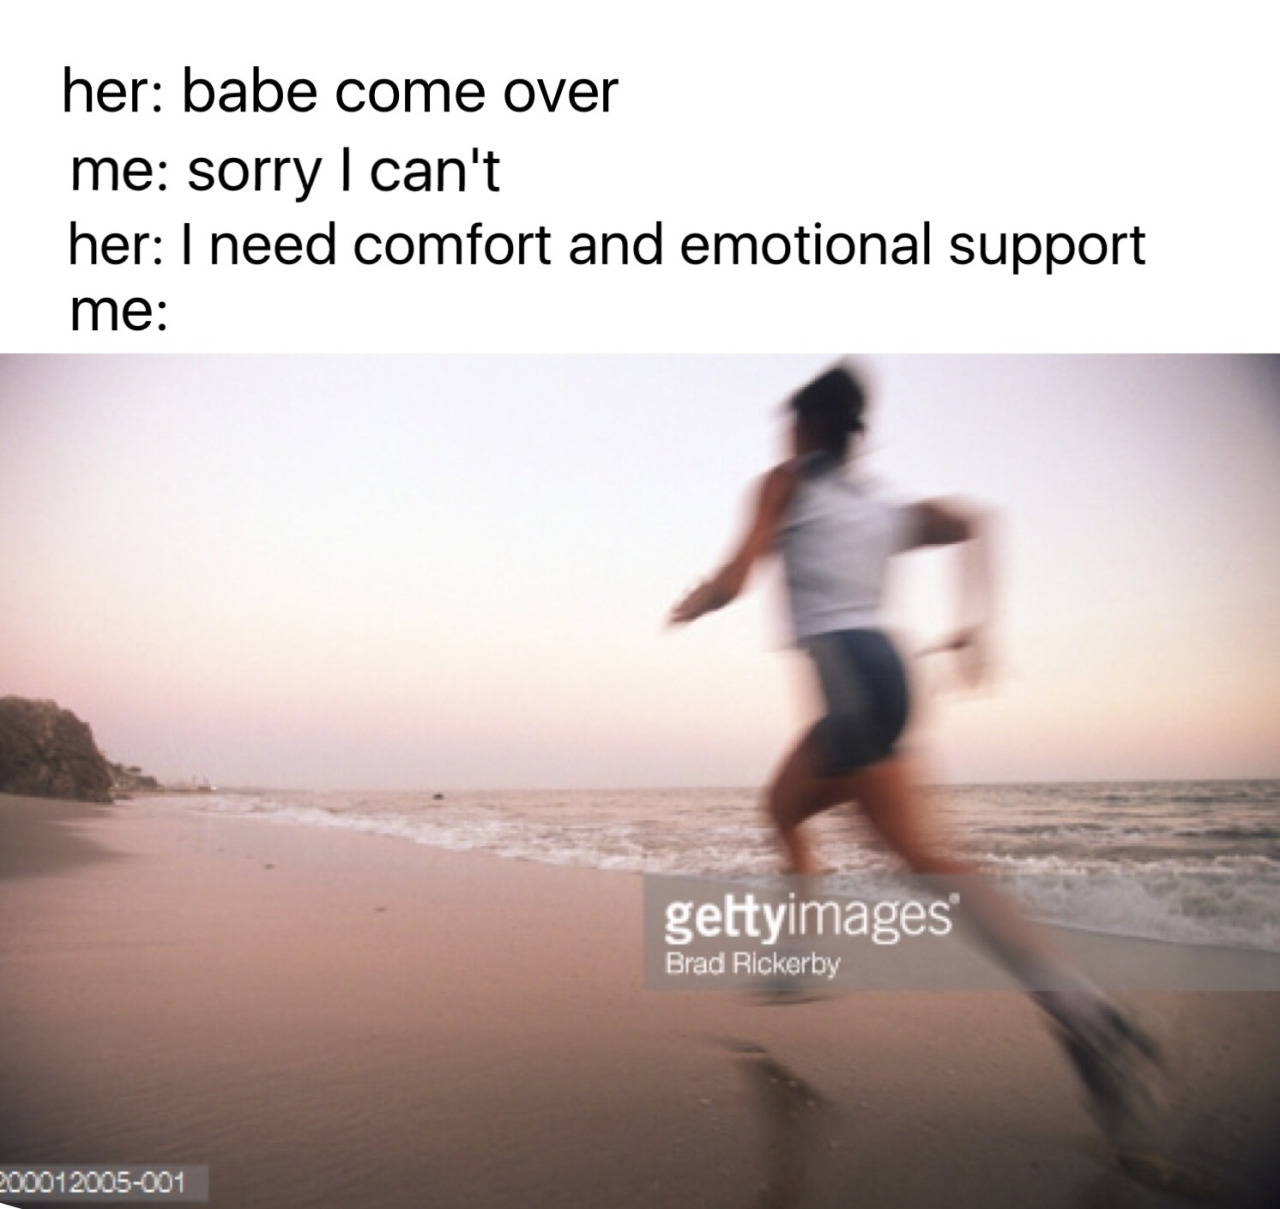 her: babe come over
me: sorry I can't
her: I need comfort and emotional support
me:
gettyimages®
Brad Rickerby
200012005-001